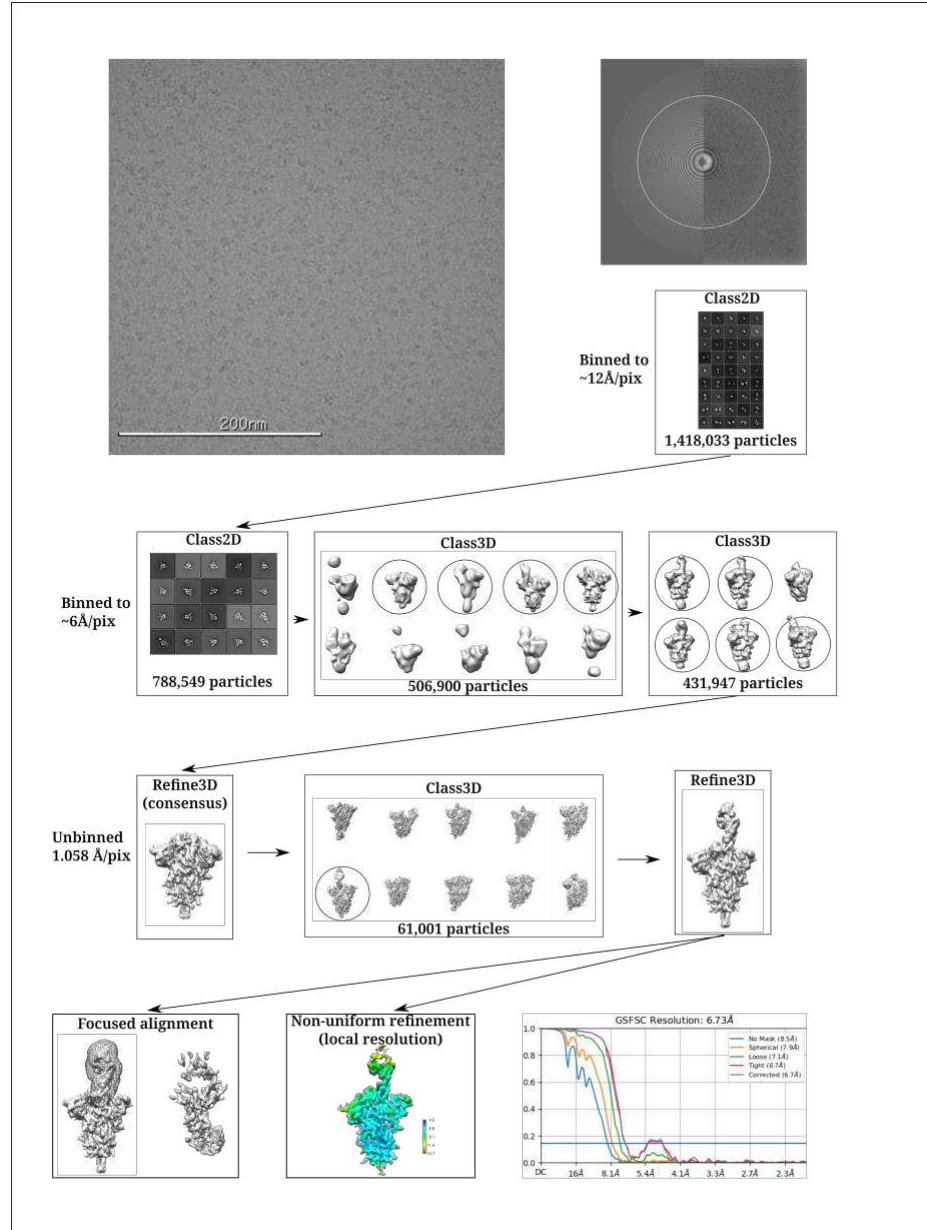 200nm
Class2D
Binned to
~12Å/pix
1,418,033 particles
Class2D
Binned to
~6Å/pix
788,549 particles
Class3D
506,900 particles
Class3D
431,947 particles
Refine3D
(consensus)
Unbinned
1.058 Å/pix
Class3D
61,001 particles
Refine3D
Focused alignment
Non-uniform refinement
(local resolution)
GSFSC Resolution: 6.73Å
No Mask (8.5Å)
Spherical (7.9Å)
Loose (7.1Å)
Tight (6.7Å)
Corrected (6.7Å)
1.0
0.8
0.6
0.4
0.2
0.0
DC 16Å 8.1Å 5.4Å 4.1Å 3.3Å 2.7Å 2.3Å